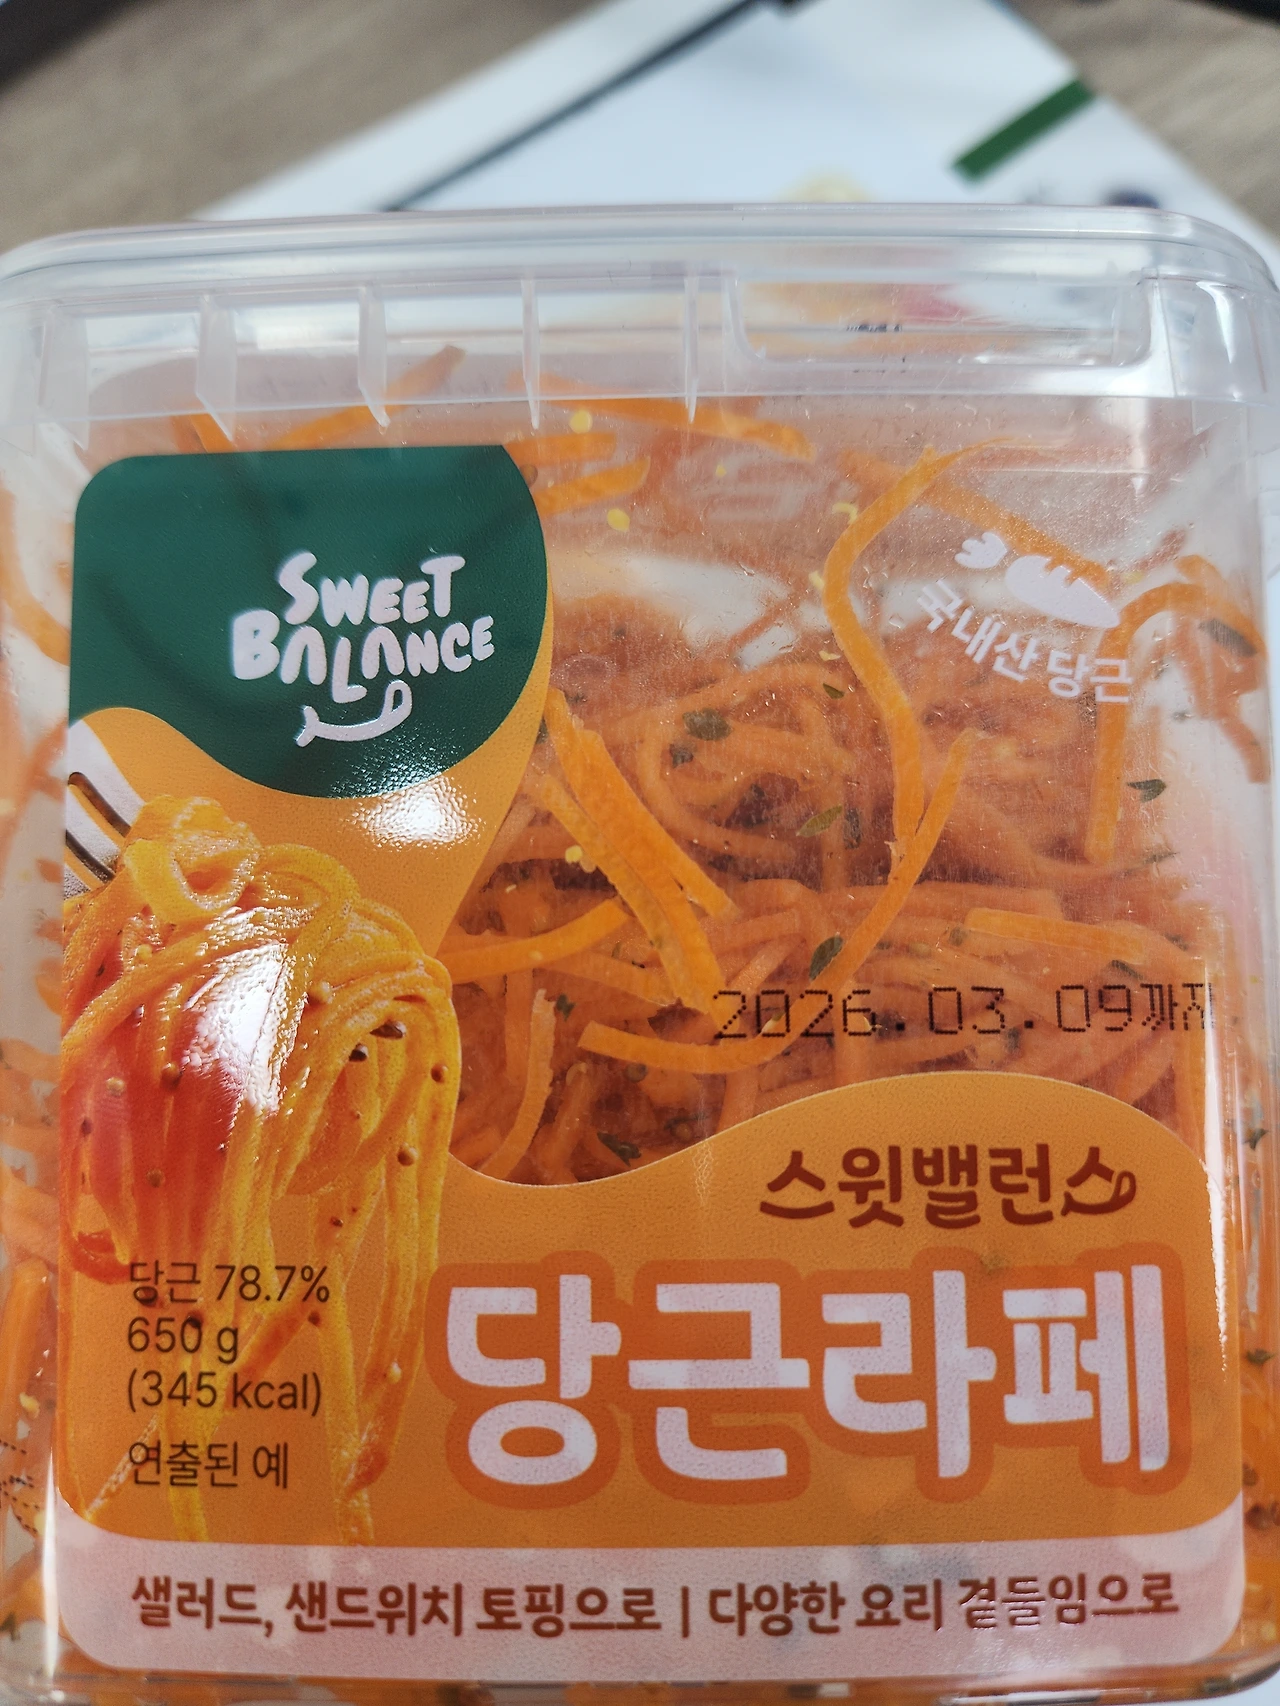 SWEET
BALANCE
국내산 당근
2026.03.09까지
스윗밸런스
당근라페
당근 78.7%
650 g
(345 kcal)
연출된 예
샐러드, 샌드위치 토핑으로 | 다양한 요리 곁들임으로